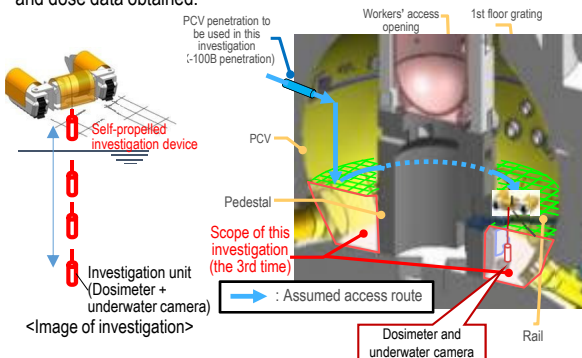 and dose data obtained.
PCV penetration to
be used in this
investigation
(X-100B penetration)
Workers' access
opening
1st floor grating
Self-propelled
investigation device
PCV
Pedestal
Scope of this
investigation
(the 3rd time)
Investigation unit
(Dosimeter +
underwater camera)
<Image of investigation>
: Assumed access route
Rail
Dosimeter and
underwater camera